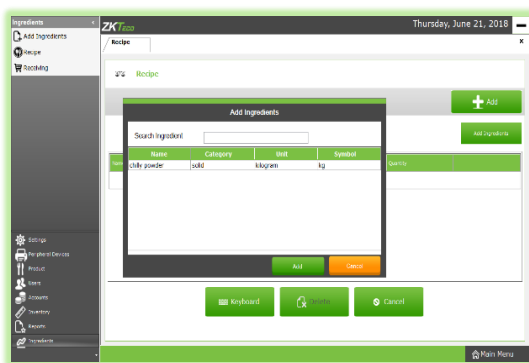 Ingredients
Add Ingredients
Recipe
Receiving
Settings
Peripheral Devices
Product
Users
Accounts
Inventory
Reports
Ingredients
ZKTeco
Thursday, June 21, 2018
Recipe
x
Recipe
Add
Add Ingredients
Quantity
Add Ingredients
Search Ingredient
Name Category Unit Symbol
chilly powder solid kilogram kg
Add Cancel
Keyboard Delete Cancel
Main Menu